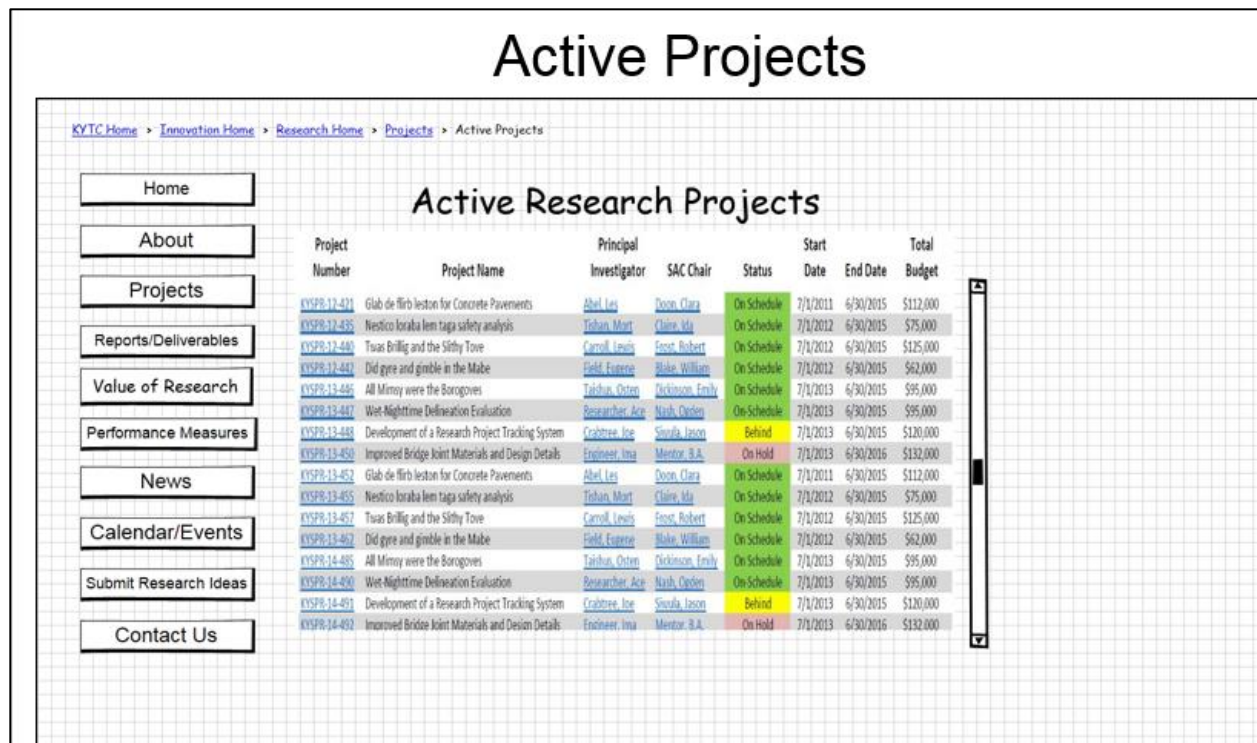 Active Projects
KYTC Home > Innovation Home > Research Home > Projects > Active Projects
Home
About
Projects
Reports/Deliverables
Value of Research
Performance Measures
News
Calendar/Events
Submit Research Ideas
Contact Us
Active Research Projects
Project Number Project Name Principal Investigator SAC Chair Status Start Date End Date Total Budget
KYSPR-12-421 Glab de flirb leston for Concrete Pavements Abel, Les Doon, Clara On Schedule 7/1/2011 6/30/2015 $112,000
KYSPR-12-435 Nestico loraba lem taga safety analysis Tishan, Mort Claire, Ida On Schedule 7/1/2012 6/30/2015 $75,000
KYSPR-12-440 Twas Brillig and the Slithy Tove Carroll, Lewis Frost, Robert On Schedule 7/1/2012 6/30/2015 $125,000
KYSPR-12-442 Did gyre and gimble in the Mabe Field, Eugene Blake, William On Schedule 7/1/2012 6/30/2015 $62,000
KYSPR-13-446 All Mimsy were the Borogoves Taishus, Osten Dickinson, Emily On Schedule 7/1/2013 6/30/2015 $95,000
KYSPR-13-447 Wet-Nighttime Delineation Evaluation Researcher, Ace Nash, Ogden On-Schedule 7/1/2013 6/30/2015 $95,000
KYSPR-13-448 Development of a Research Project Tracking System Crabtree, Joe Siwula, Jason Behind 7/1/2013 6/30/2015 $120,000
KYSPR-13-450 Improved Bridge Joint Materials and Design Details Engineer, Ima Mentor, B.A. On Hold 7/1/2013 6/30/2016 $132,000
KYSPR-13-452 Glab de flirb leston for Concrete Pavements Abel, Les Doon, Clara On Schedule 7/1/2011 6/30/2015 $112,000
KYSPR-13-455 Nestico loraba lem taga safety analysis Tishan, Mort Claire, Ida On Schedule 7/1/2012 6/30/2015 $75,000
KYSPR-13-457 Twas Brillig and the Slithy Tove Carroll, Lewis Frost, Robert On Schedule 7/1/2012 6/30/2015 $125,000
KYSPR-13-462 Did gyre and gimble in the Mabe Field, Eugene Blake, William On Schedule 7/1/2012 6/30/2015 $62,000
KYSPR-14-485 All Mimsy were the Borogoves Taishus, Osten Dickinson, Emily On Schedule 7/1/2013 6/30/2015 $95,000
KYSPR-14-490 Wet-Nighttime Delineation Evaluation Researcher, Ace Nash, Ogden On-Schedule 7/1/2013 6/30/2015 $95,000
KYSPR-14-491 Development of a Research Project Tracking System Crabtree, Joe Siwula, Jason Behind 7/1/2013 6/30/2015 $120,000
KYSPR-14-492 Improved Bridge Joint Materials and Design Details Engineer, Ima Mentor, B.A. On Hold 7/1/2013 6/30/2016 $132,000